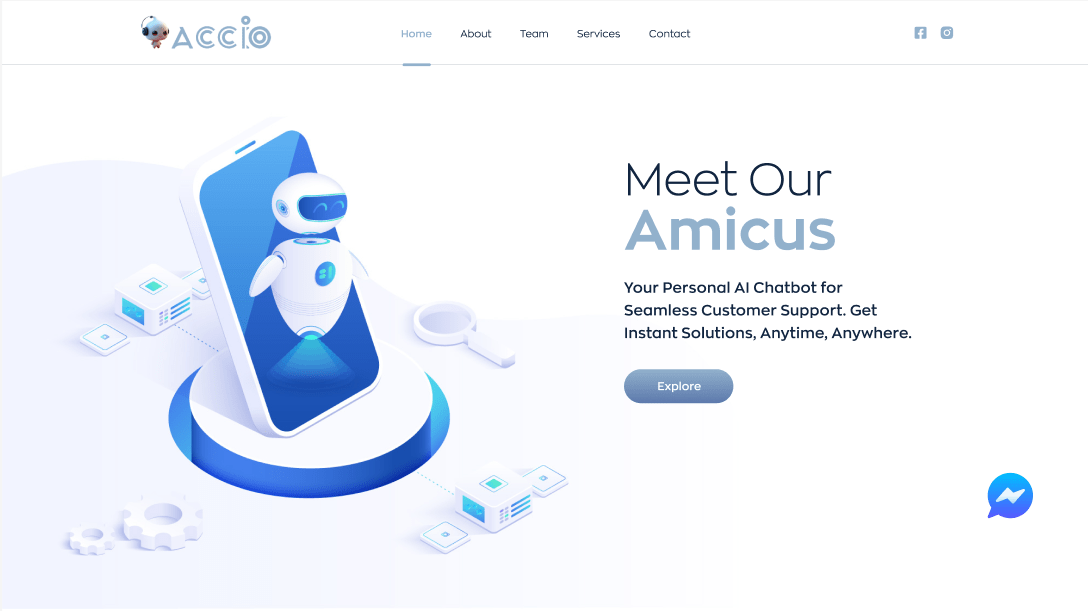 ACCIO
Home About Team Services Contact
Meet Our
Amicus
Your Personal AI Chatbot for
Seamless Customer Support. Get
Instant Solutions, Anytime, Anywhere.
Explore